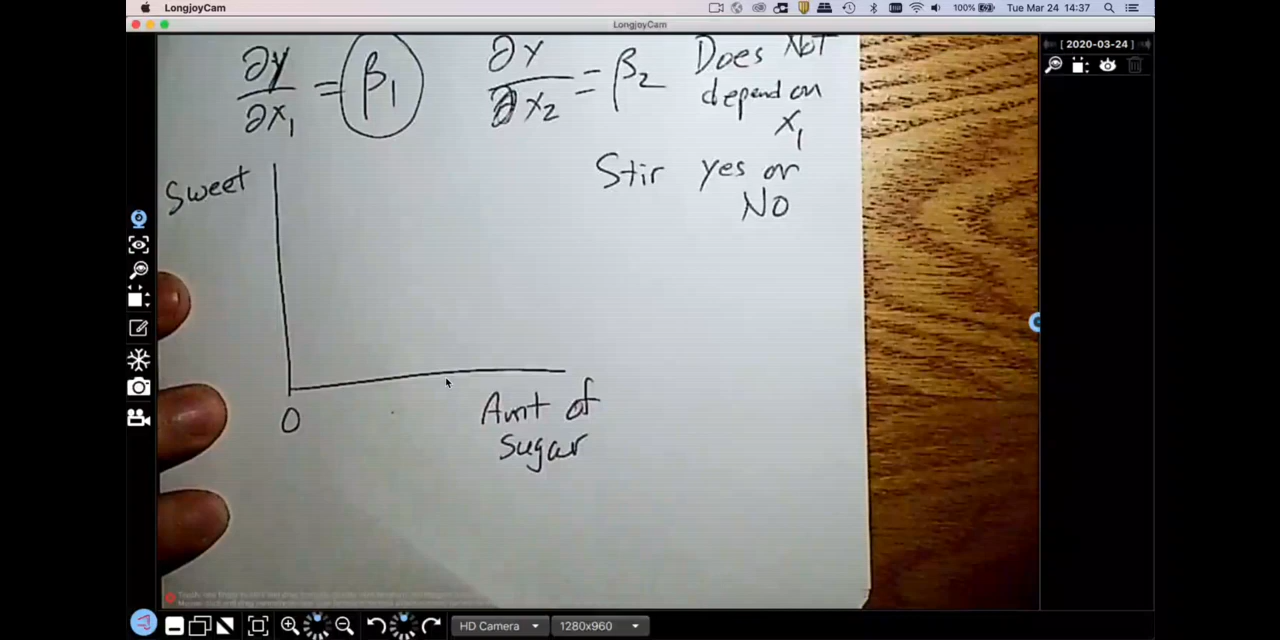 LongjoyCam
100%
Tue Mar 24 14:37
LongjoyCam
[2020-03-24]
∂y/∂x₁ = β₁
∂y/∂x₂ = β₂
Does Not
depend on
x₁
Sweet
Stir yes or
NO
0
Amt of
sugar
HD Camera
1280x960